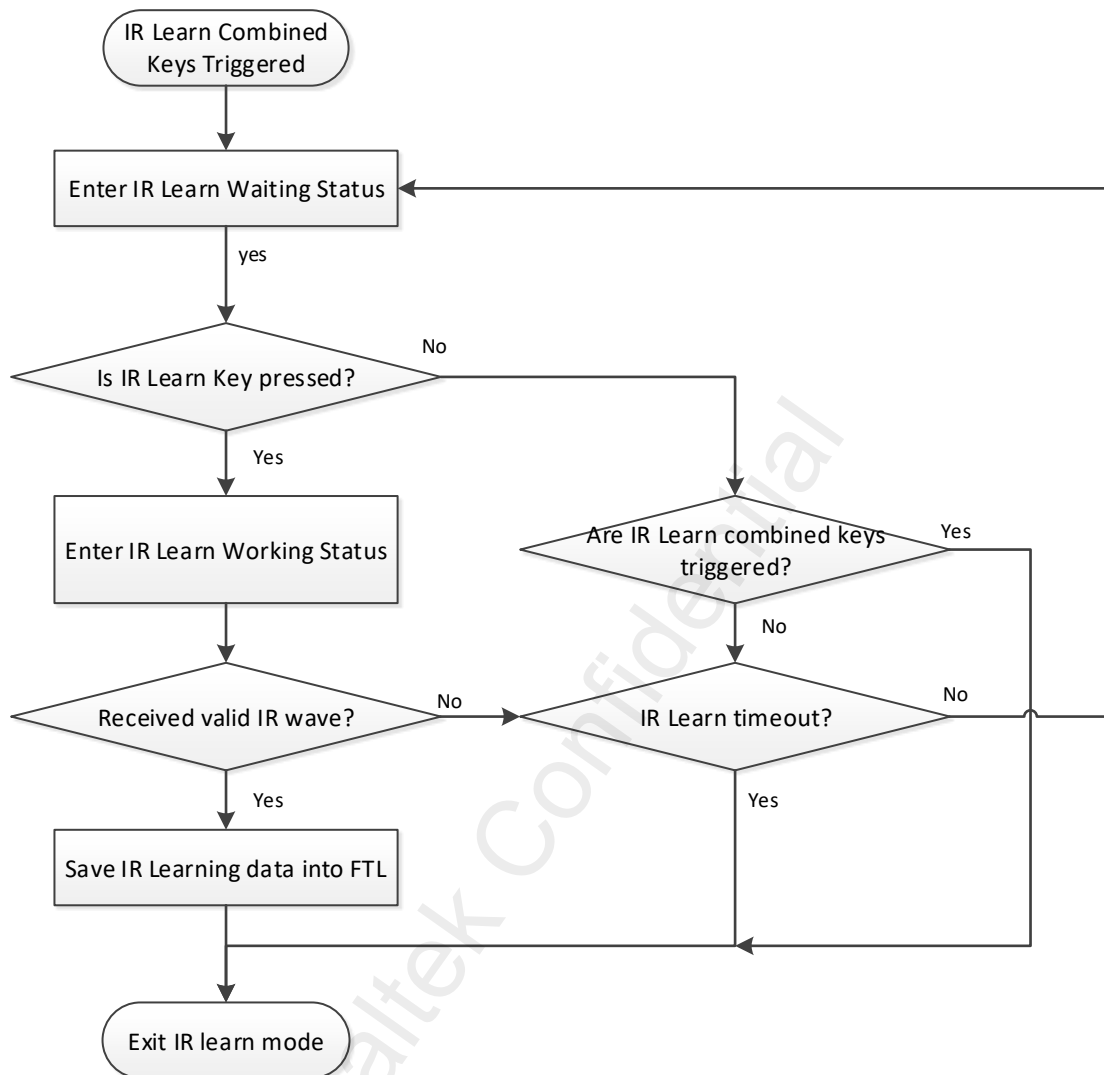 IR Learn Combined
Keys Triggered
Enter IR Learn Waiting Status
yes
Is IR Learn Key pressed?
No
Yes
Enter IR Learn Working Status
Are IR Learn combined keys
triggered?
Yes
No
Received valid IR wave?
No
IR Learn timeout?
No
Yes
Yes
Save IR Learning data into FTL
Exit IR learn mode
altek Confidential